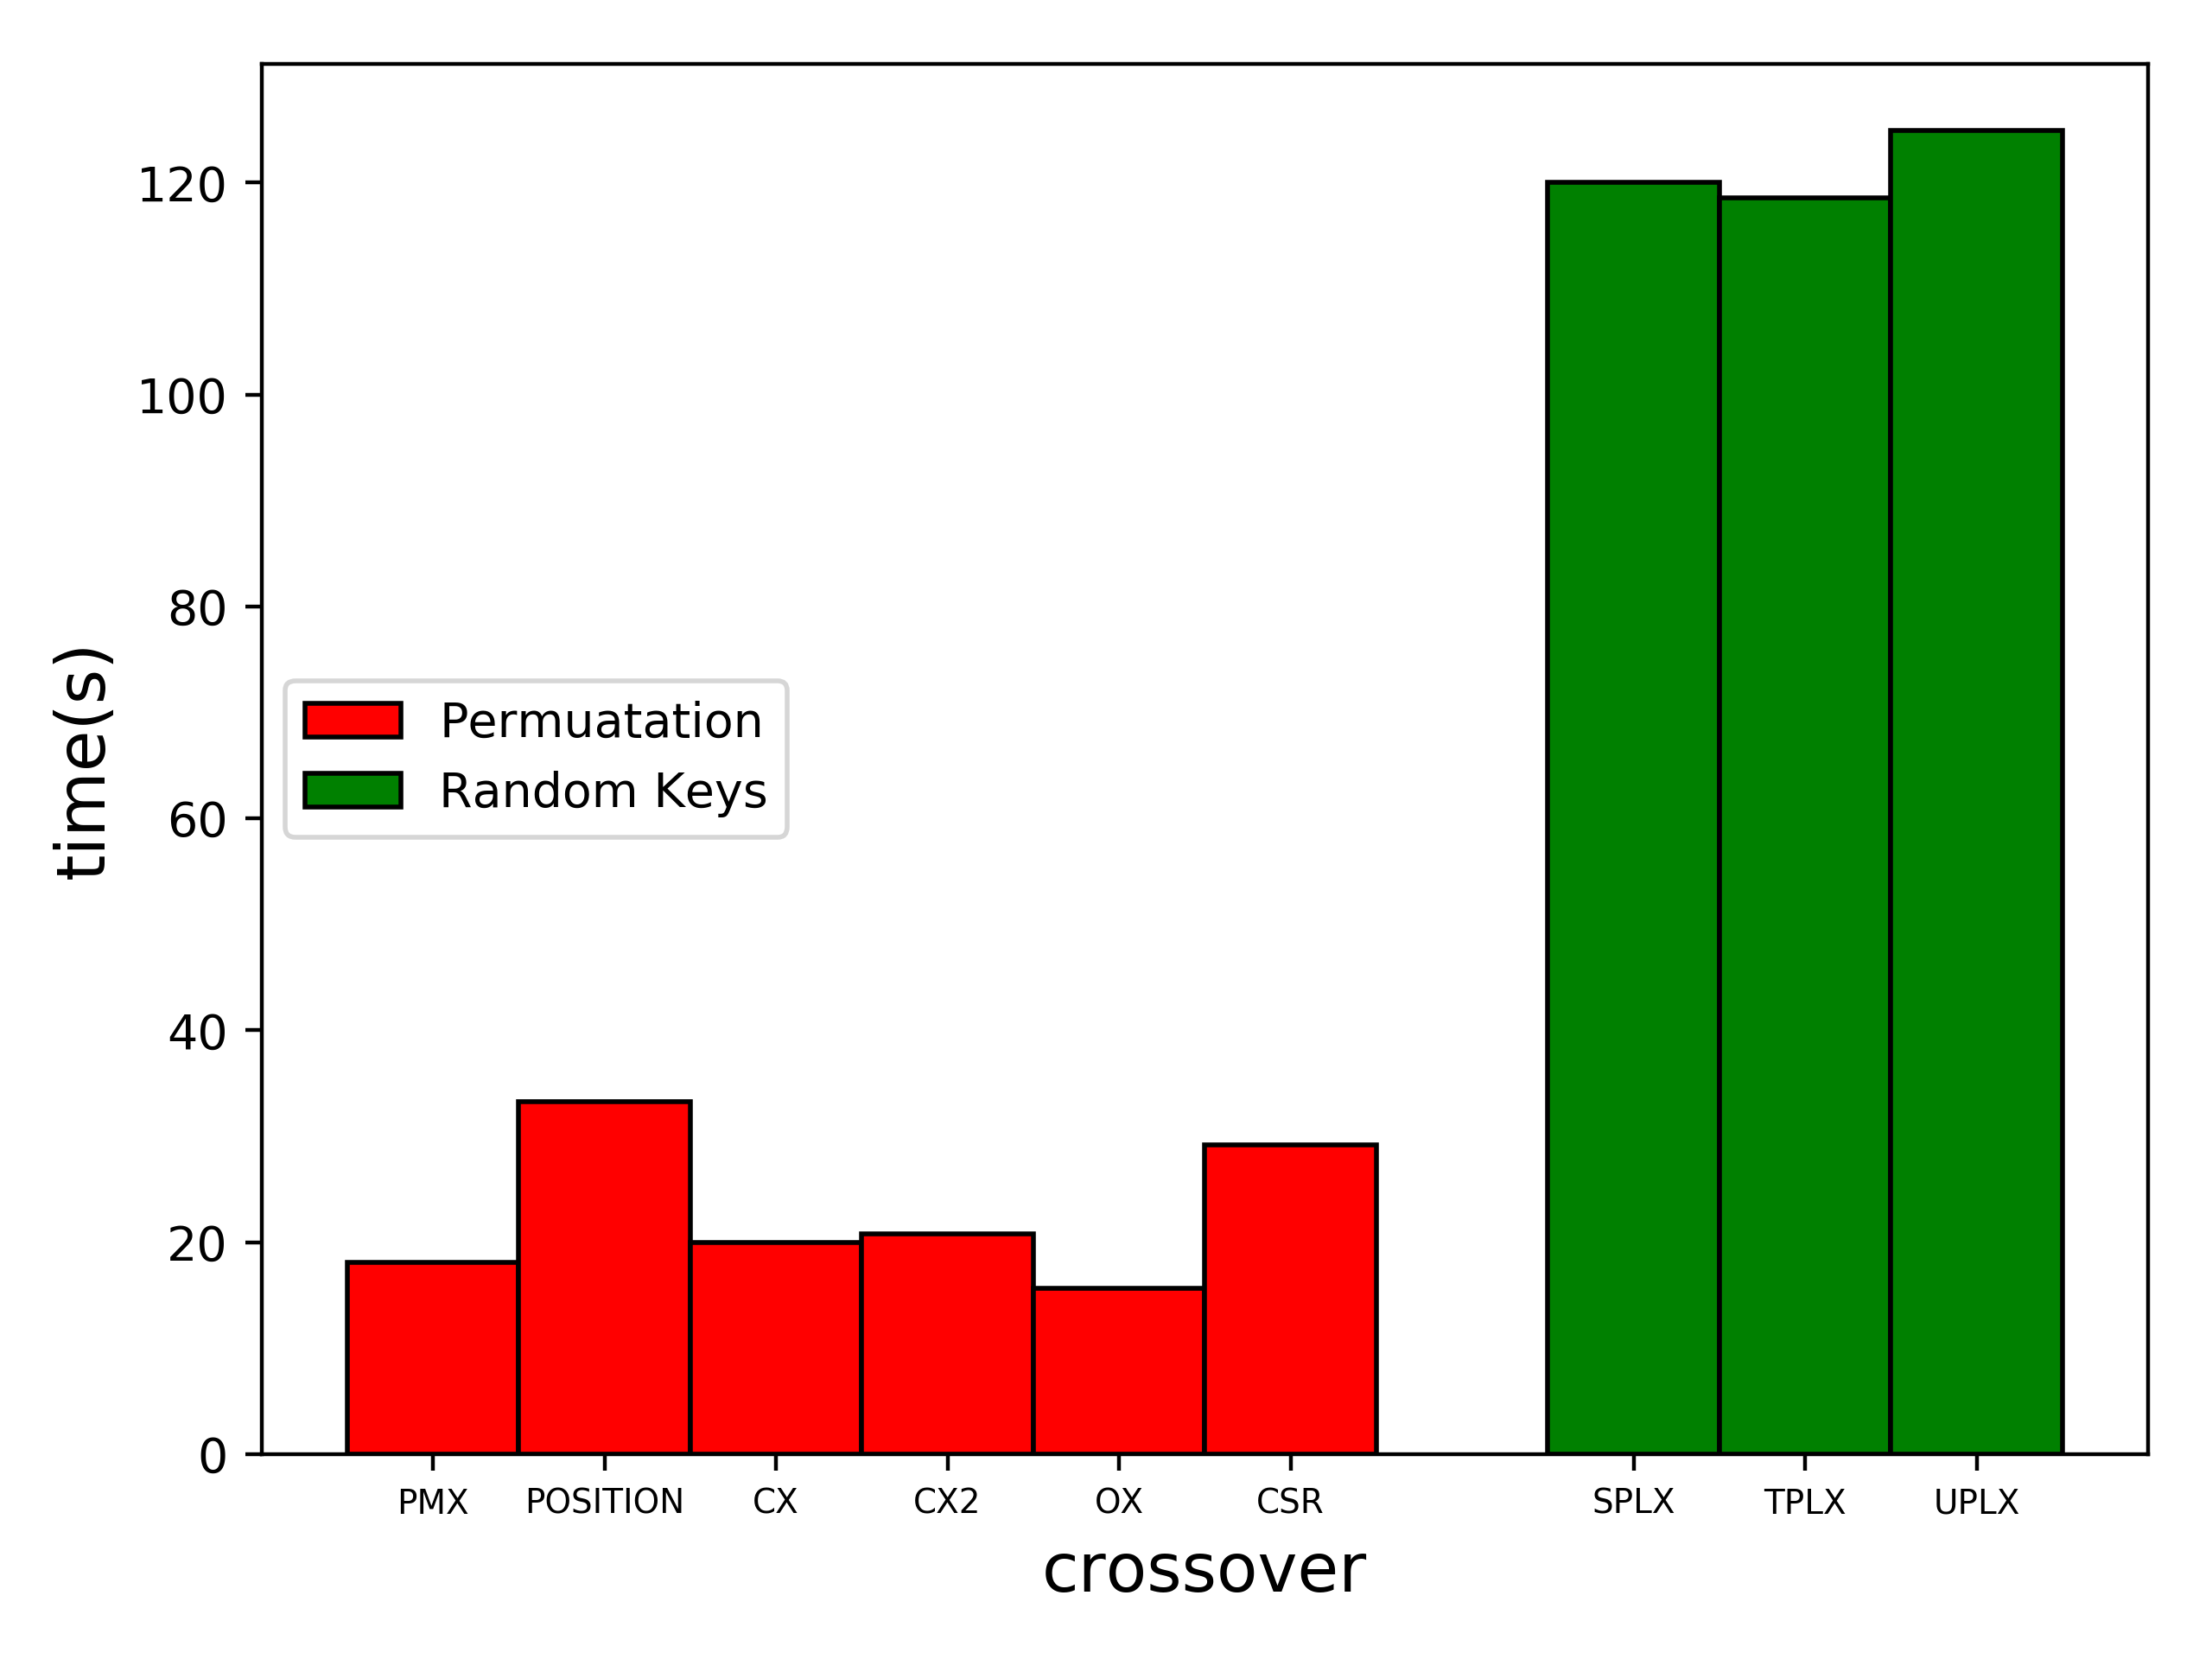 120
100
80
60
40
20
0
time(s)
Permuatation
Random Keys
PMX POSITION CX CX2 OX CSR SPLX TPLX UPLX
crossover